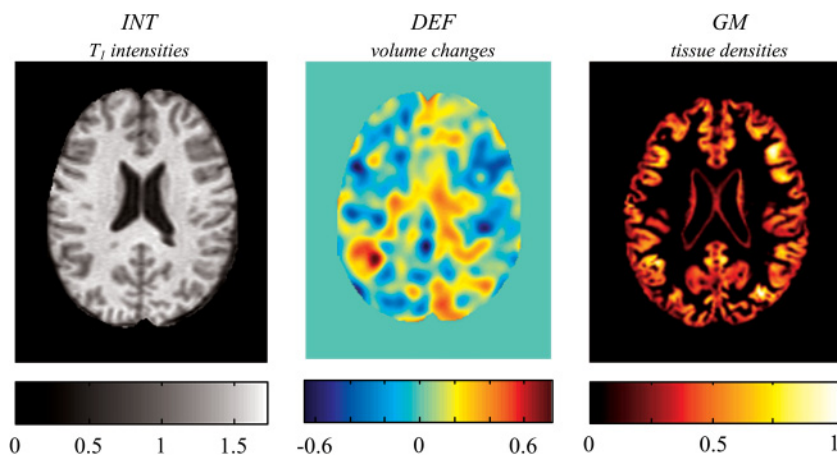 INT
T1 intensities
DEF
volume changes
GM
tissue densities
0 0.5 1 1.5
-0.6 0 0.6
0 0.5 1